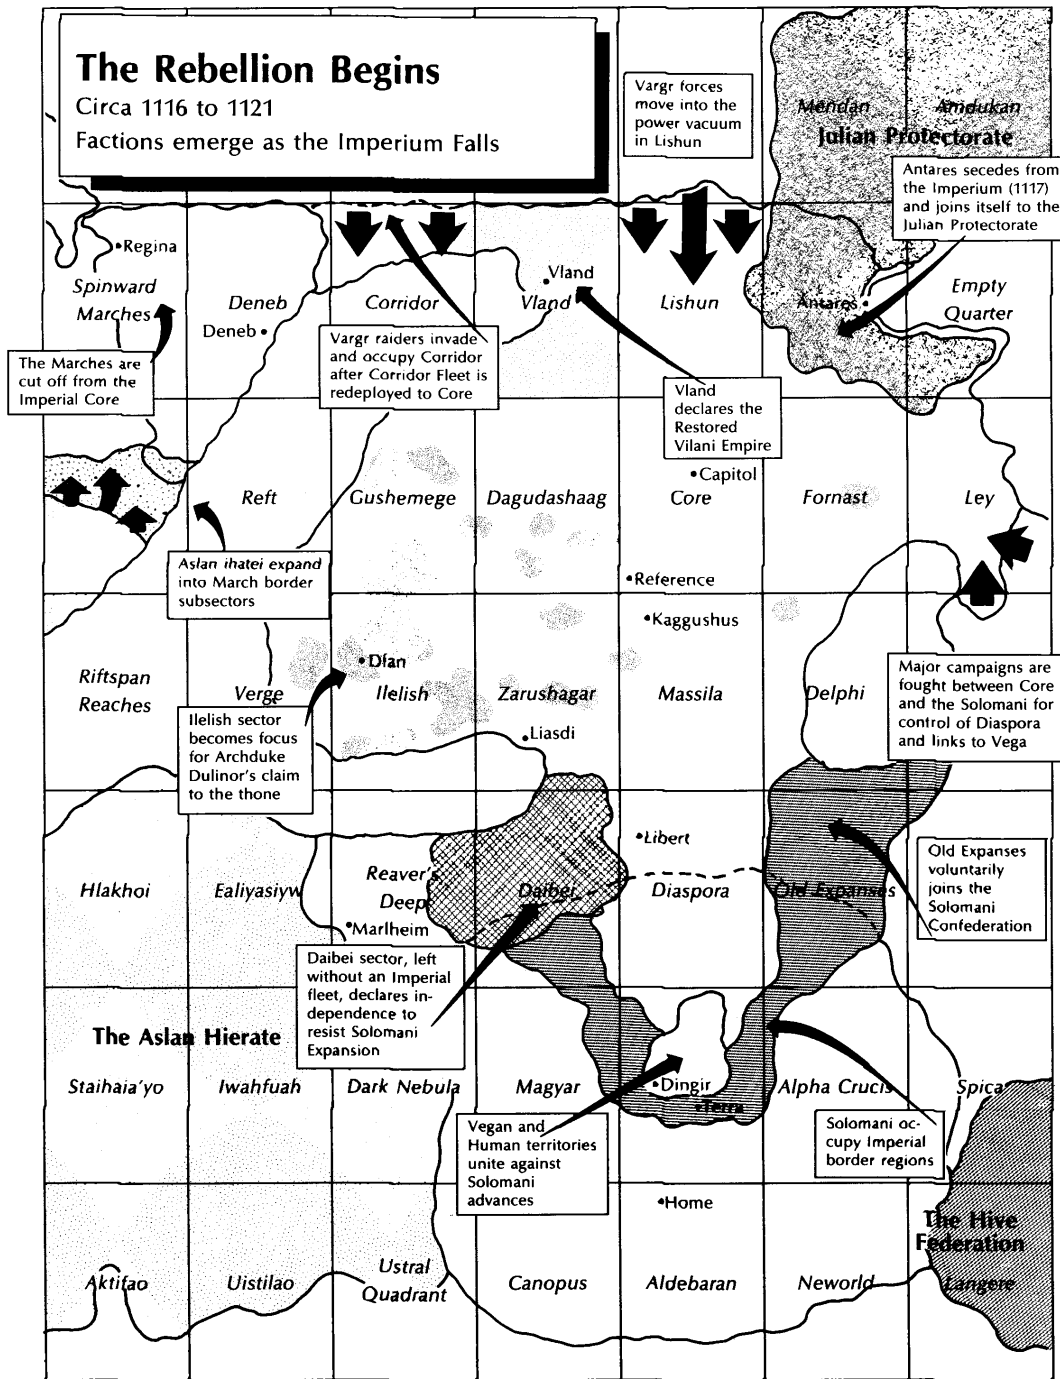 The Rebellion Begins
Circa 1116 to 1121
Factions emerge as the Imperium Falls
Vargr forces
move into the
power vacuum
in Lishun
Mendan
Amdukan
Julian Protectorate
Antares secedes from
the Imperium (1117)
and joins itself to the
Julian Protectorate
Regina
Spinward
Marches
Deneb
Deneb
Corridor
Vland
Vland
Lishun
Antares
Empty
Quarter
The Marches are
cut off from the
Imperial Core
Vargr raiders invade
and occupy Corridor
after Corridor Fleet is
redeployed to Core
Vland
declares the
Restored
Vilani Empire
Reft
Gushemege
Dagudashaag
Capitol
Core
Fornast
Ley
Aslan ihatei expand
into March border
subsectors
Reference
Kaggushus
Riftspan
Reaches
Verge
Dlan
Ilelish
Zarushagar
Massila
Delphi
Liasdi
Major campaigns are
fought between Core
and the Solomani for
control of Diaspora
and links to Vega
Ilelish sector
becomes focus
for Archduke
Dulinor's claim
to the thone
Libert
Hlakhoi
Ealiyasiyw
Reaver's
Deep
Marlheim
Daibei
Diaspora
Old Expanses
Old Expanses
voluntarily
joins the
Solomani
Confederation
Daibei sector, left
without an Imperial
fleet, declares in-
dependence to
resist Solomani
Expansion
The Aslan Hierate
Staihaia'yo
Iwahfuah
Dark Nebula
Magyar
Dingir
Terra
Alpha Crucis
Spica
Vegan and
Human territories
unite against
Solomani
advances
Solomani oc-
cupy Imperial
border regions
Home
The Hive
Federation
Aktifao
Uistilao
Ustral
Quadrant
Canopus
Aldebaran
Neworld
Langere